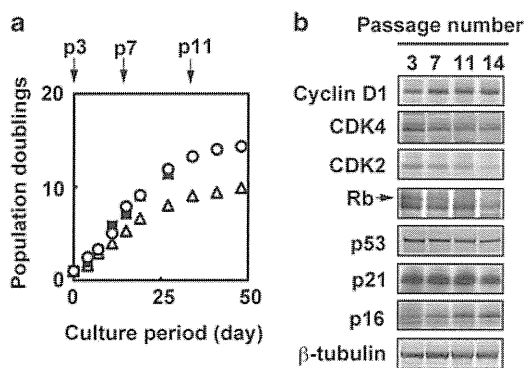 a
p3 p7 p11
20
10
0
0 25 50
Population doublings
Culture period (day)
b
Passage number
3 7 11 14
Cyclin D1
CDK4
CDK2
Rb
p53
p21
p16
β-tubulin